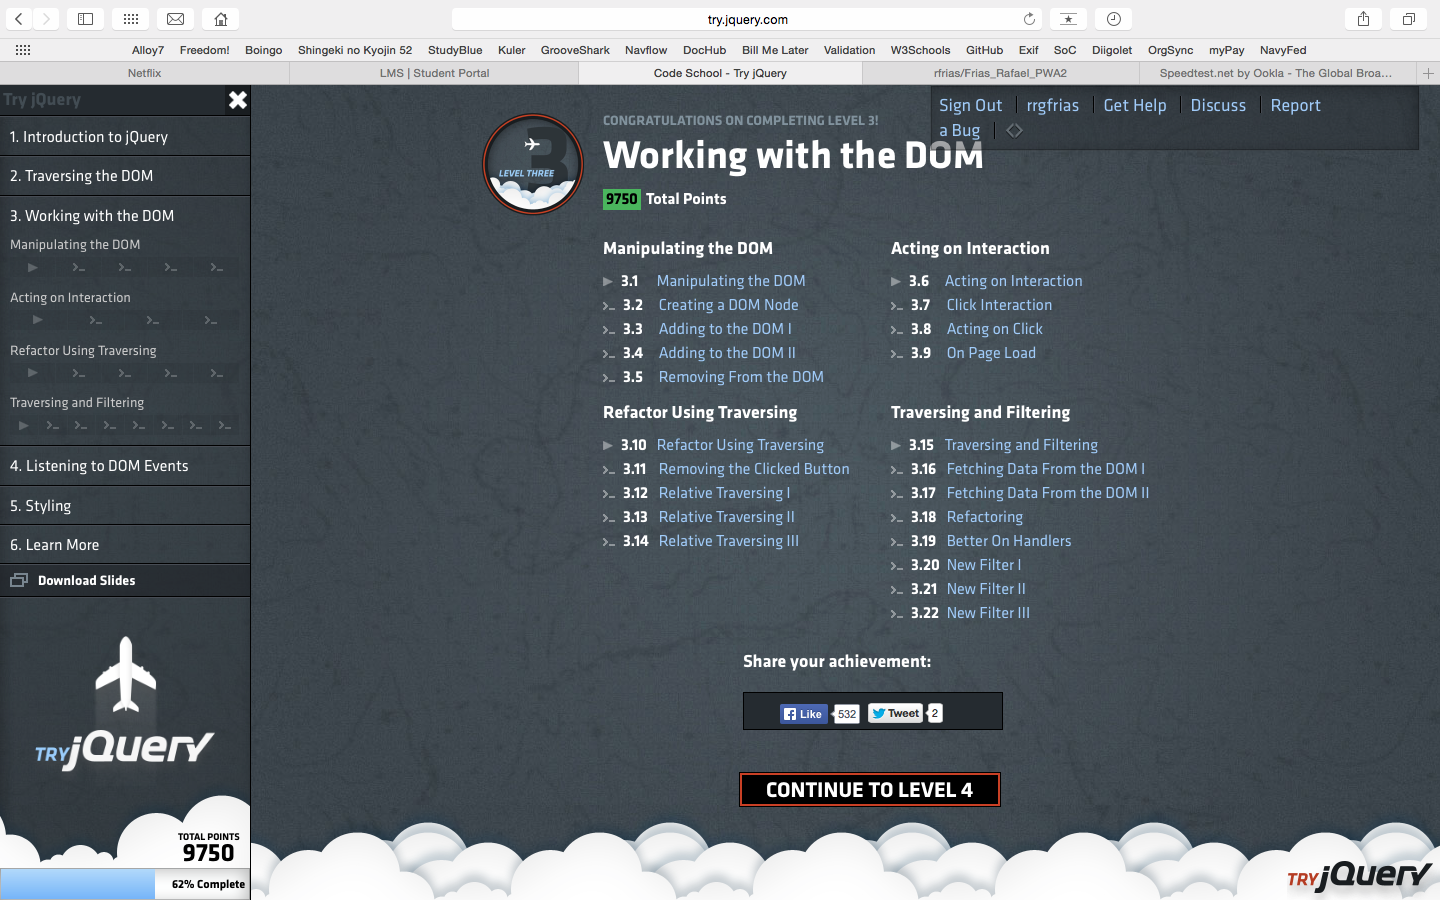 try.jquery.com
Alloy7 Freedom! Boingo Shingeki no Kyojin 52 StudyBlue Kuler GrooveShark Navflow DocHub Bill Me Later Validation W3Schools GitHub Exif SoC Diigolet OrgSync myPay NavyFed
Netflix LMS | Student Portal Code School - Try jQuery rfrias/Frias_Rafael_PWA2 Speedtest.net by Ookla - The Global Broa...
Try jQuery
1. Introduction to jQuery
2. Traversing the DOM
3. Working with the DOM
Manipulating the DOM
Acting on Interaction
Refactor Using Traversing
Traversing and Filtering
4. Listening to DOM Events
5. Styling
6. Learn More
Download Slides
TRY jQuery
TOTAL POINTS
9750
62% Complete
Sign Out rrgfrias Get Help Discuss Report
a Bug
3
LEVEL THREE
CONGRATULATIONS ON COMPLETING LEVEL 3!
Working with the DOM
9750 Total Points
Manipulating the DOM
3.1 Manipulating the DOM
3.2 Creating a DOM Node
3.3 Adding to the DOM I
3.4 Adding to the DOM II
3.5 Removing From the DOM
Acting on Interaction
3.6 Acting on Interaction
3.7 Click Interaction
3.8 Acting on Click
3.9 On Page Load
Refactor Using Traversing
3.10 Refactor Using Traversing
3.11 Removing the Clicked Button
3.12 Relative Traversing I
3.13 Relative Traversing II
3.14 Relative Traversing III
Traversing and Filtering
3.15 Traversing and Filtering
3.16 Fetching Data From the DOM I
3.17 Fetching Data From the DOM II
3.18 Refactoring
3.19 Better On Handlers
3.20 New Filter I
3.21 New Filter II
3.22 New Filter III
Share your achievement:
Like 532 Tweet 2
CONTINUE TO LEVEL 4
TRY jQuery